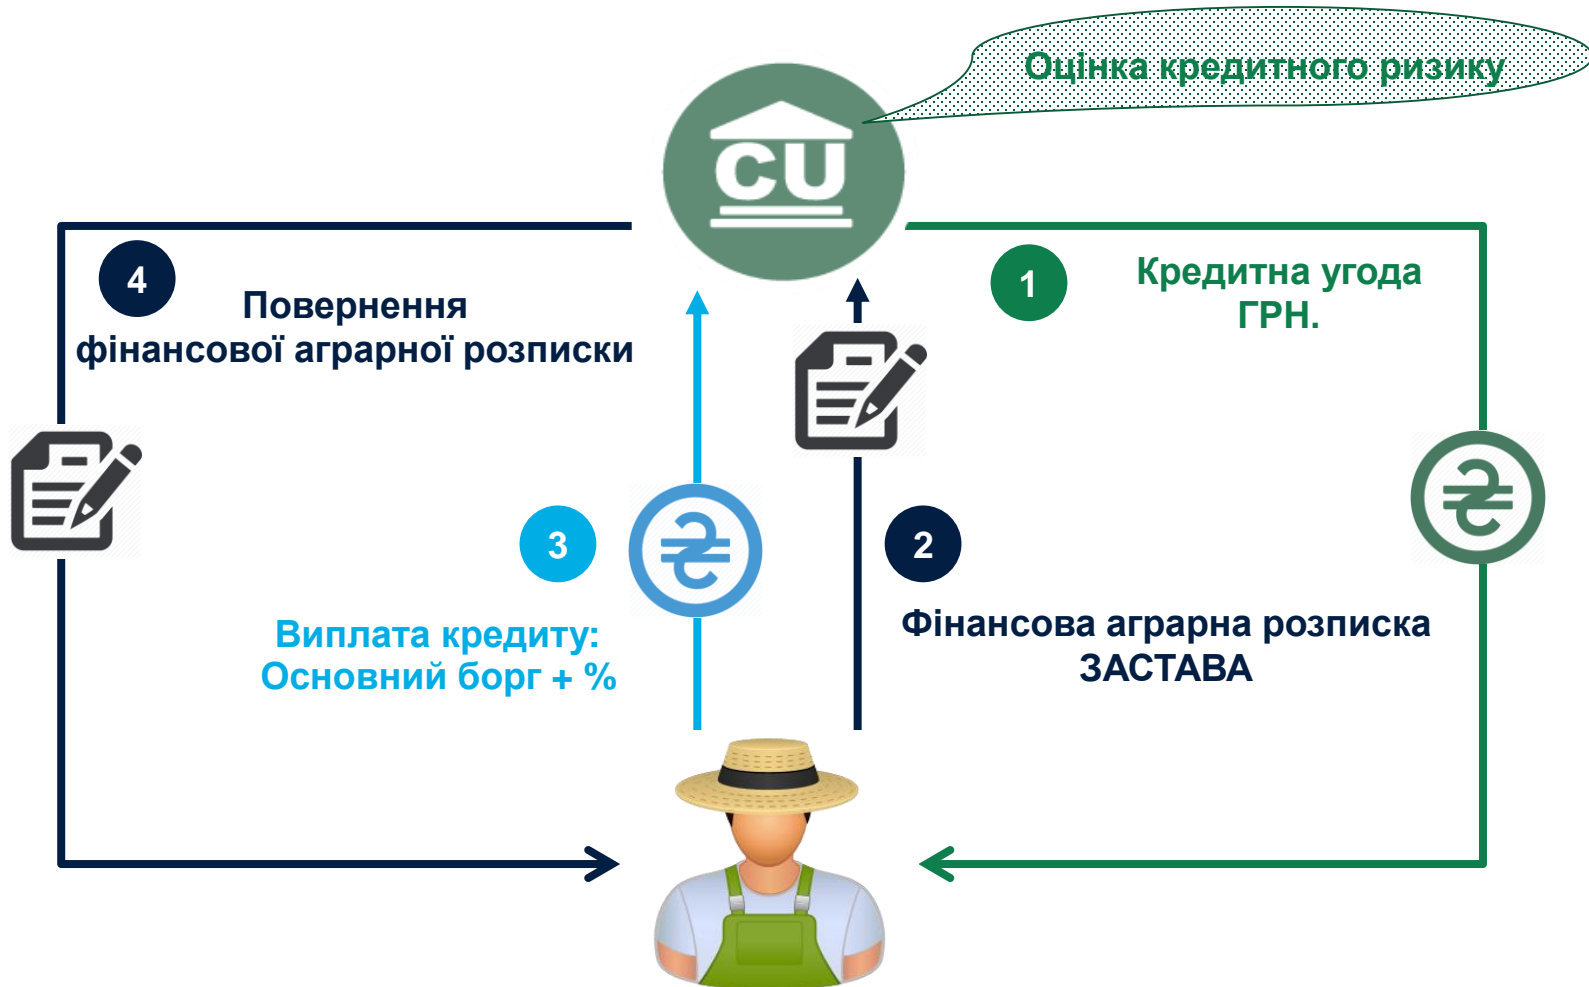 Оцінка кредитного ризику
CU
4
Повернення
фінансової аграрної розписки
1
Кредитна угода
ГРН.
3
Виплата кредиту:
Основний борг + %
2
Фінансова аграрна розписка
ЗАСТАВА
₴
₴